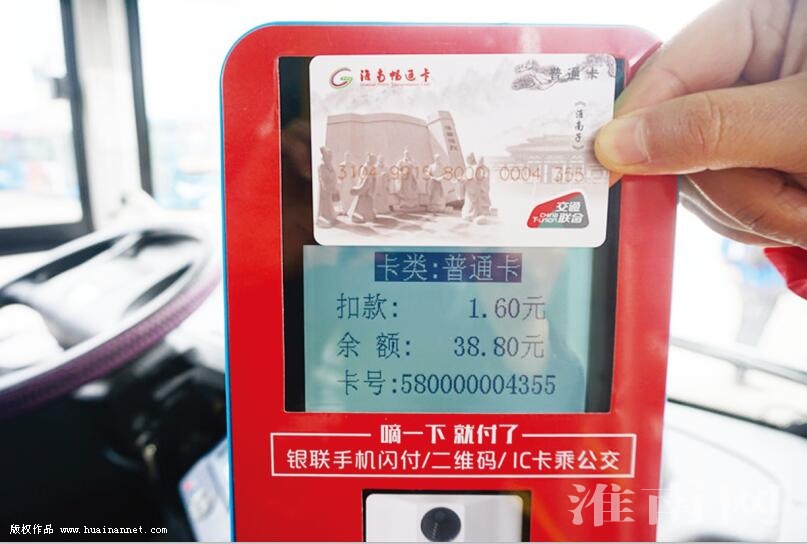 淮南畅通卡
普通卡
《淮南子》
3104 9915 8000 0004 355
交通
联合
CHINA
T-UNION
卡类:普通卡
扣款: 1.60元
余额: 38.80元
卡号:580000004355
嘀一下 就付了
银联手机闪付/二维码/IC卡乘公交
淮南网
版权作品 www.huainannet.com